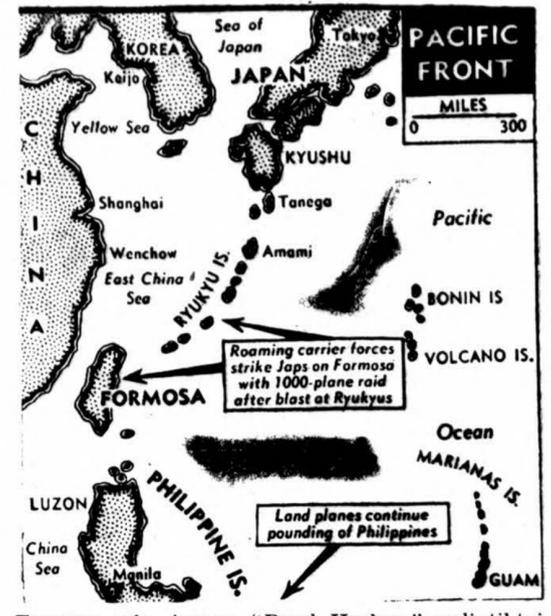 Sea of
Japan
KOREA
Keijo
Tokyo
JAPAN
PACIFIC
FRONT
MILES
0 300
Yellow Sea
CHINA
KYUSHU
Shanghai
Tanega
Pacific
Wenchow
Amami
East China
Sea
RYUKYU IS.
BONIN IS
VOLCANO IS.
Roaming carrier forces
strike Japs on Formosa
with 1000-plane raid
after blast at Ryukyus
FORMOSA
Ocean
MARIANAS IS.
PHILIPPINE IS.
LUZON
Land planes continue
pounding of Philippines
China
Sea
Manila
GUAM